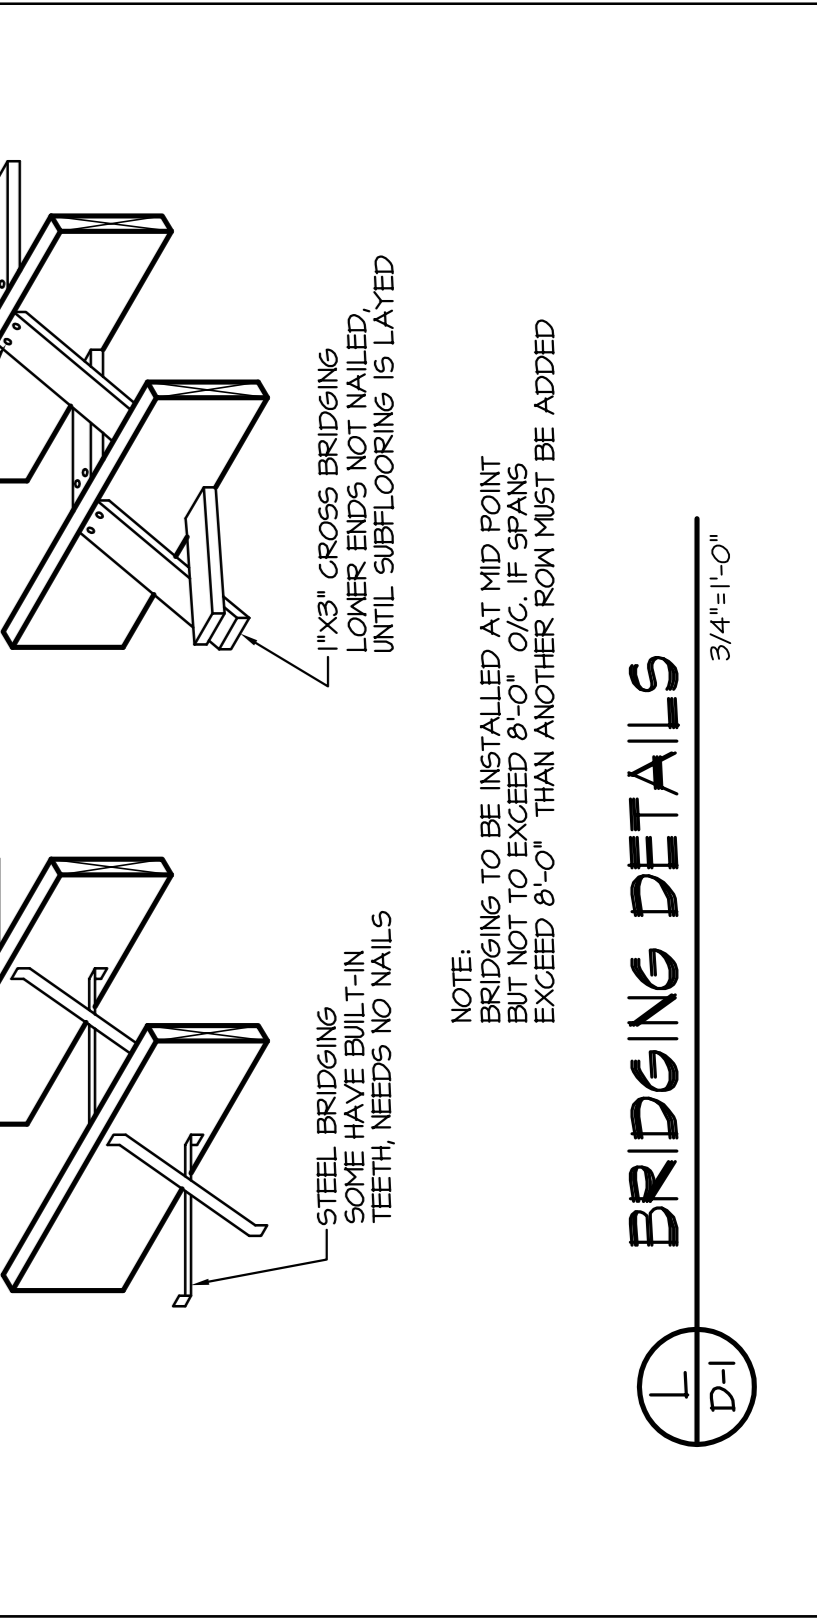 STEEL BRIDGING
SOME HAVE BUILT-IN
TEETH, NEEDS NO NAILS
1"X3" CROSS BRIDGING
LOWER ENDS NOT NAILED,
UNTIL SUBFLOORING IS LAYED
NOTE:
BRIDGING TO BE INSTALLED AT MID POINT
BUT NOT TO EXCEED 8'-0" O/C. IF SPANS
EXCEED 8'-0" THAN ANOTHER ROW MUST BE ADDED
BRIDGING DETAILS
3/4"=1'-0"
L
D-1